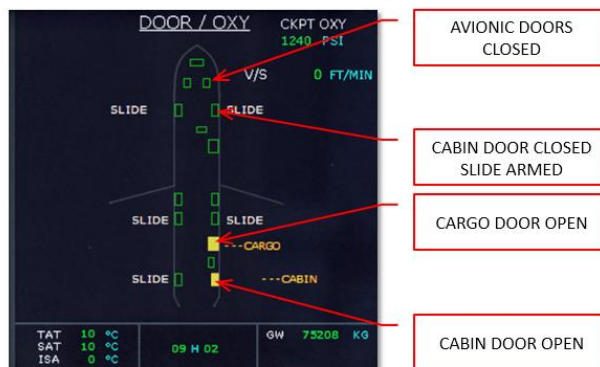 DOOR / OXY
CKPT OXY
1240 PSI
V/S 0 FT/MIN
SLIDE SLIDE
SLIDE SLIDE
---CARGO
SLIDE ---CABIN
TAT 10 °C
SAT 10 °C
ISA 0 °C
09 H 02
GW 75208 KG
AVIONIC DOORS
CLOSED
CABIN DOOR CLOSED
SLIDE ARMED
CARGO DOOR OPEN
CABIN DOOR OPEN